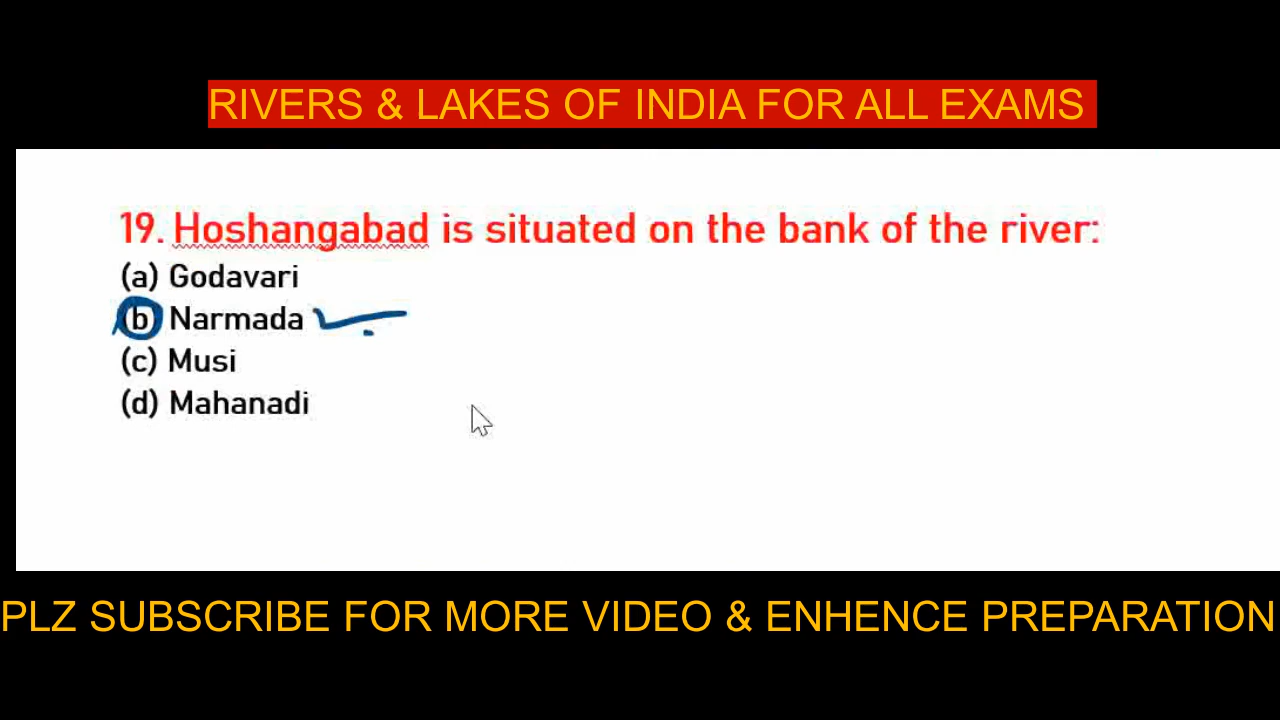 RIVERS & LAKES OF INDIA FOR ALL EXAMS
19. Hoshangabad is situated on the bank of the river:
(a) Godavari
(b) Narmada
(c) Musi
(d) Mahanadi
PLZ SUBSCRIBE FOR MORE VIDEO & ENHENCE PREPARATION